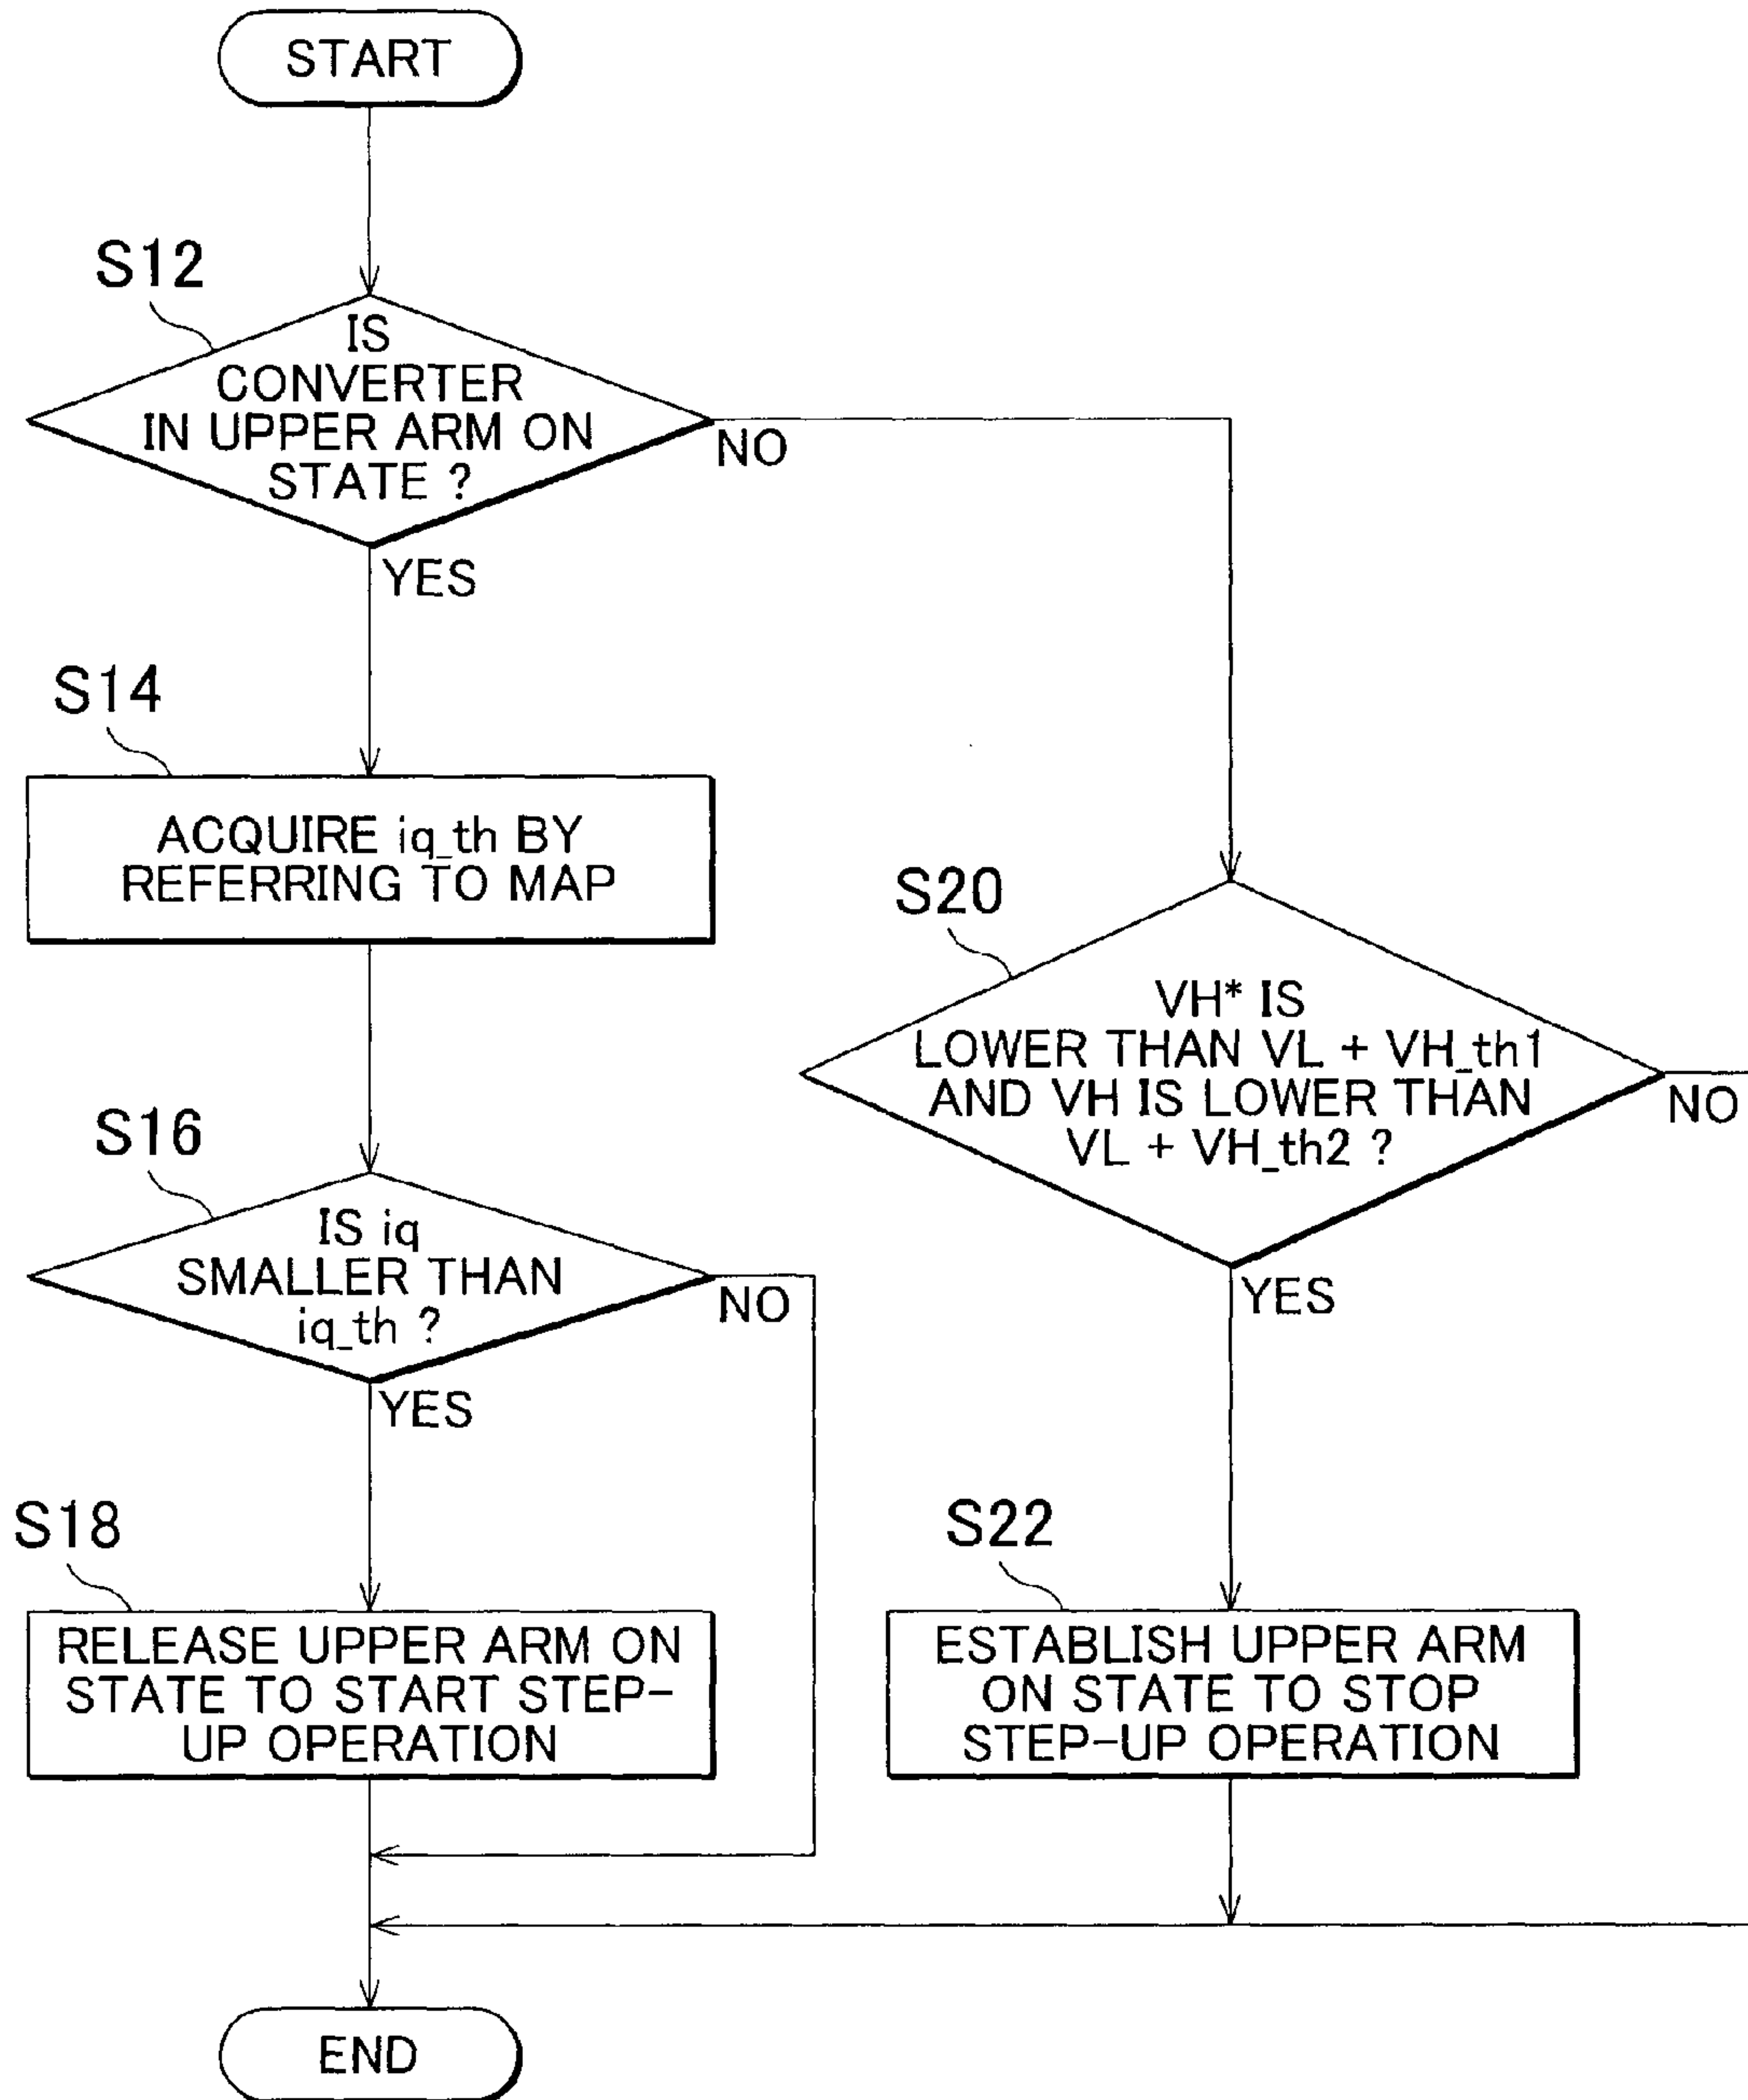 START
S12
IS
CONVERTER
IN UPPER ARM ON
STATE ?
NO
YES
S14
ACQUIRE iq_th BY
REFERRING TO MAP
S20
VH* IS
LOWER THAN VL + VH_th1
AND VH IS LOWER THAN
VL + VH_th2 ?
NO
YES
S16
IS iq
SMALLER THAN
iq_th ?
NO
YES
S18
RELEASE UPPER ARM ON
STATE TO START STEP-
UP OPERATION
S22
ESTABLISH UPPER ARM
ON STATE TO STOP
STEP-UP OPERATION
END